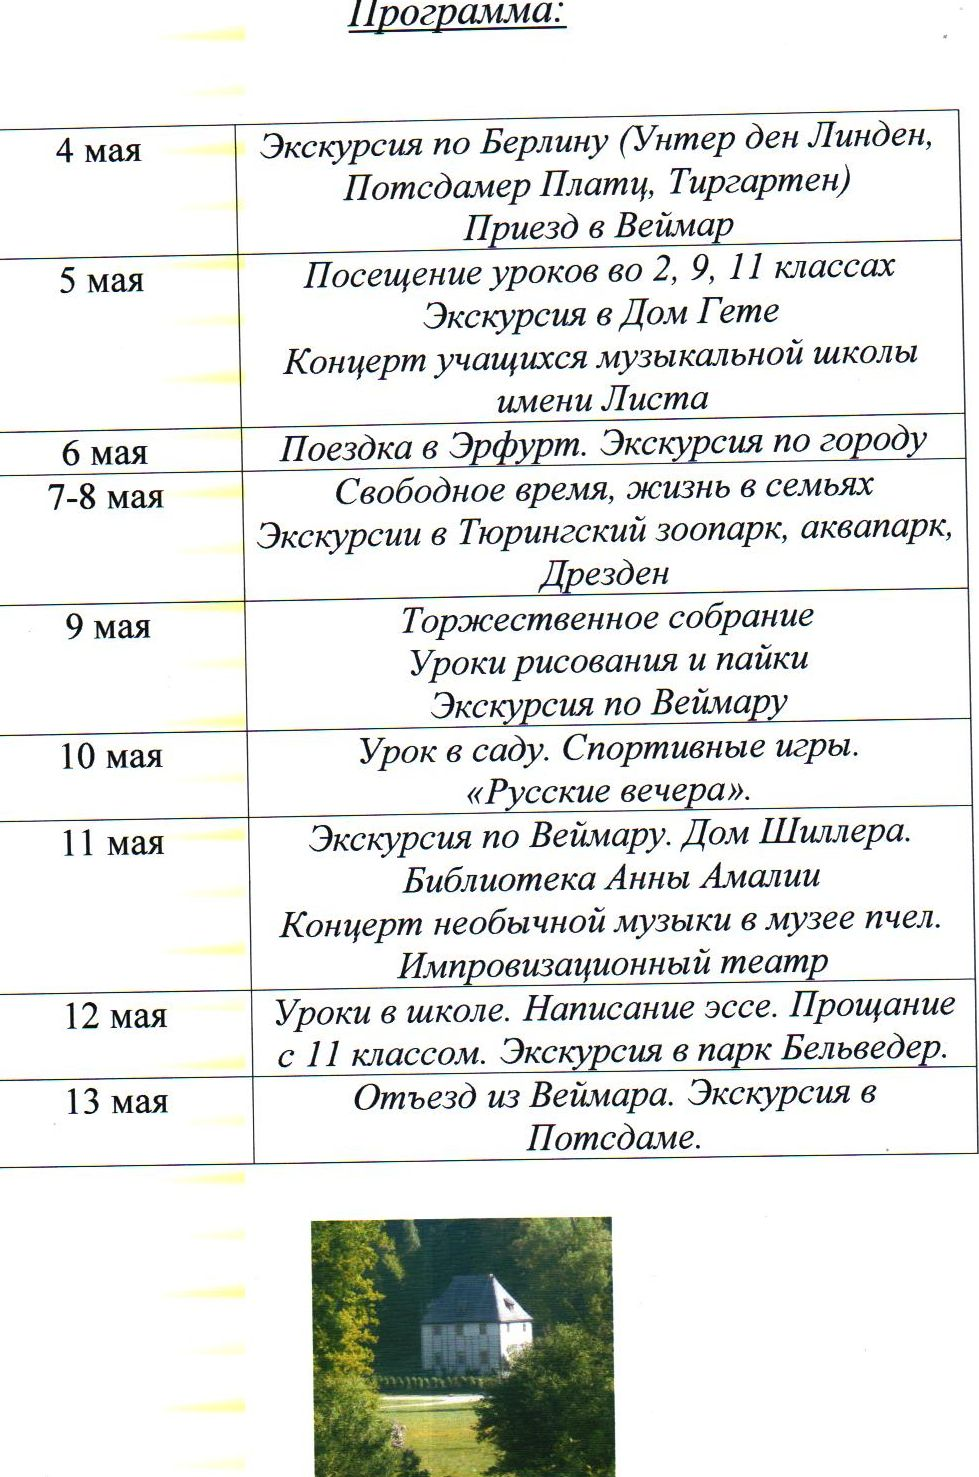 Программа:
4 мая
Экскурсия по Берлину (Унтер ден Линден,
Потсдамер Платц, Тиргартен)
Приезд в Веймар
5 мая
Посещение уроков во 2, 9, 11 классах
Экскурсия в Дом Гете
Концерт учащихся музыкальной школы
имени Листа
6 мая
Поездка в Эрфурт. Экскурсия по городу
7-8 мая
Свободное время, жизнь в семьях
Экскурсии в Тюрингский зоопарк, аквапарк,
Дрезден
9 мая
Торжественное собрание
Уроки рисования и пайки
Экскурсия по Веймару
10 мая
Урок в саду. Спортивные игры.
«Русские вечера».
11 мая
Экскурсия по Веймару. Дом Шиллера.
Библиотека Анны Амалии
Концерт необычной музыки в музее пчел.
Импровизационный театр
12 мая
Уроки в школе. Написание эссе. Прощание
с 11 классом. Экскурсия в парк Бельведер.
13 мая
Отъезд из Веймара. Экскурсия в
Потсдаме.